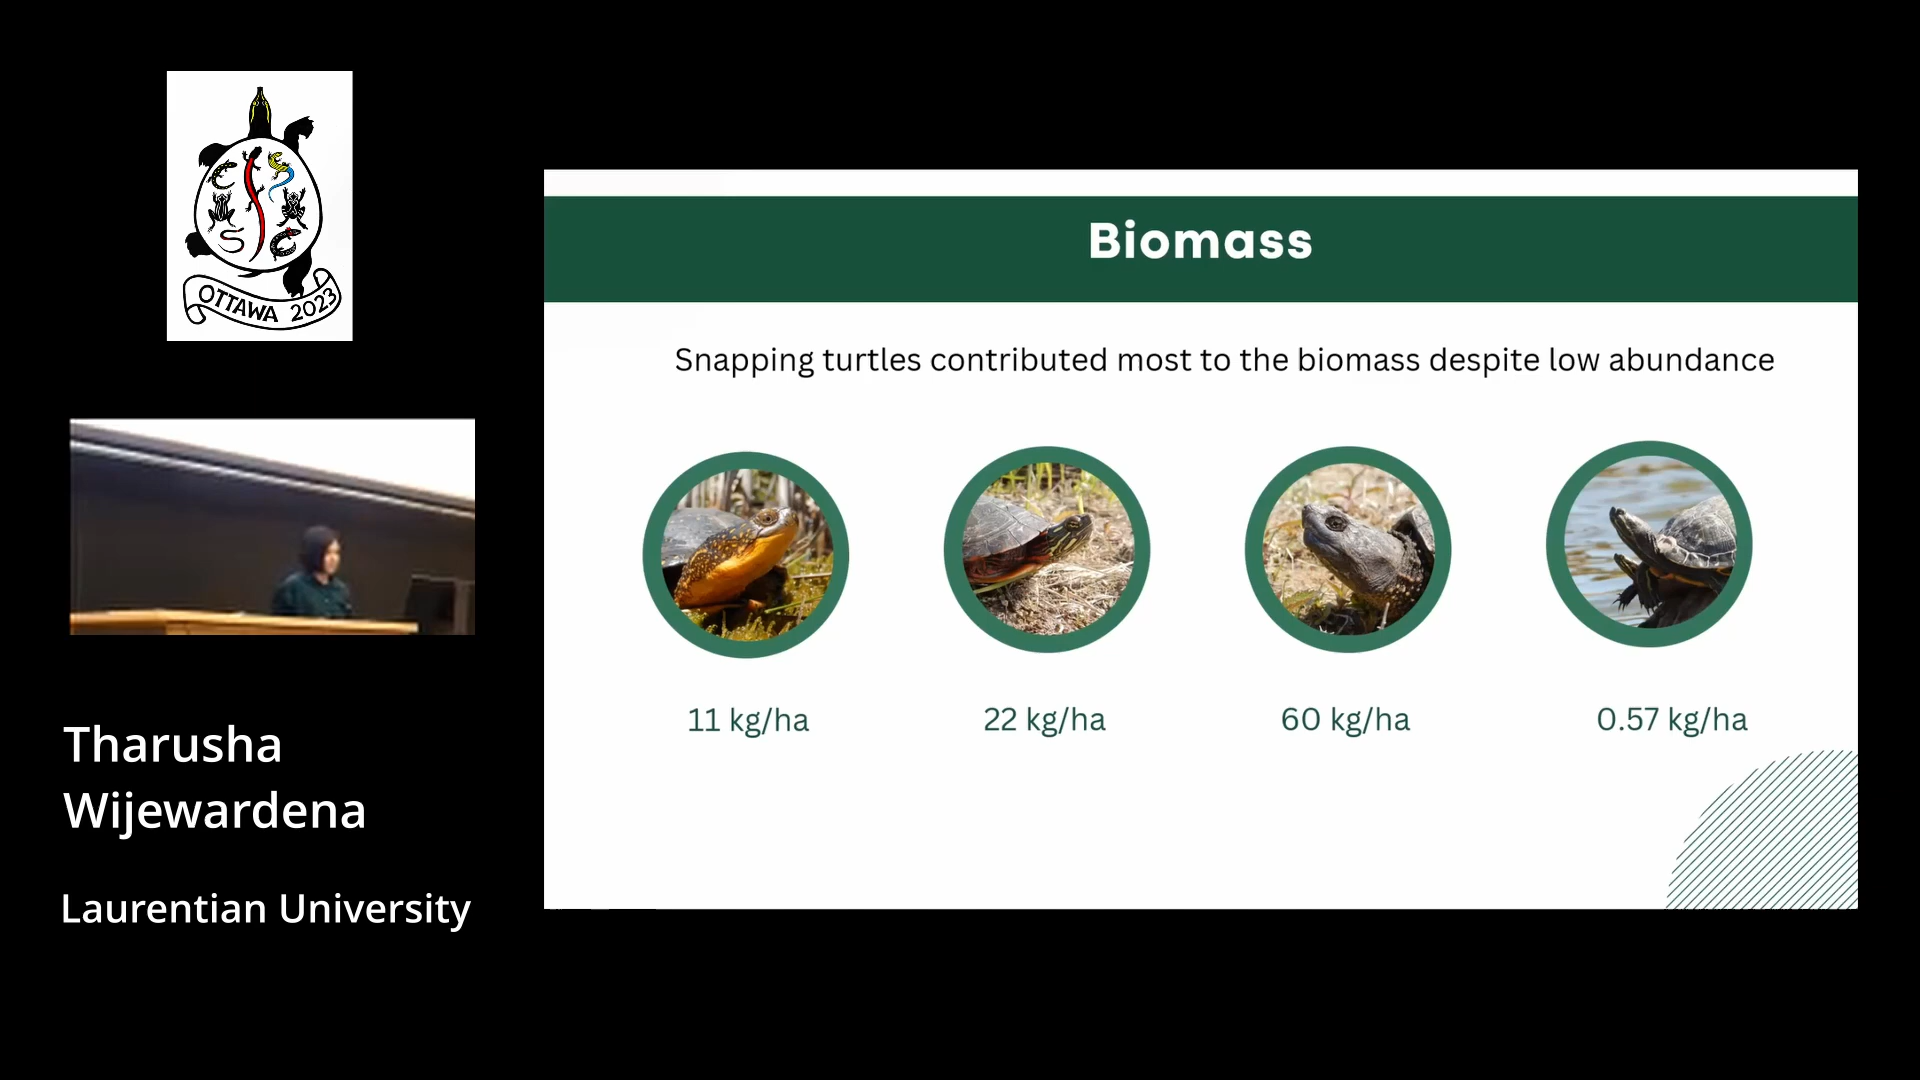 OTTAWA 2023
Tharusha
Wijewardena
Laurentian University
Biomass
Snapping turtles contributed most to the biomass despite low abundance
11 kg/ha
22 kg/ha
60 kg/ha
0.57 kg/ha